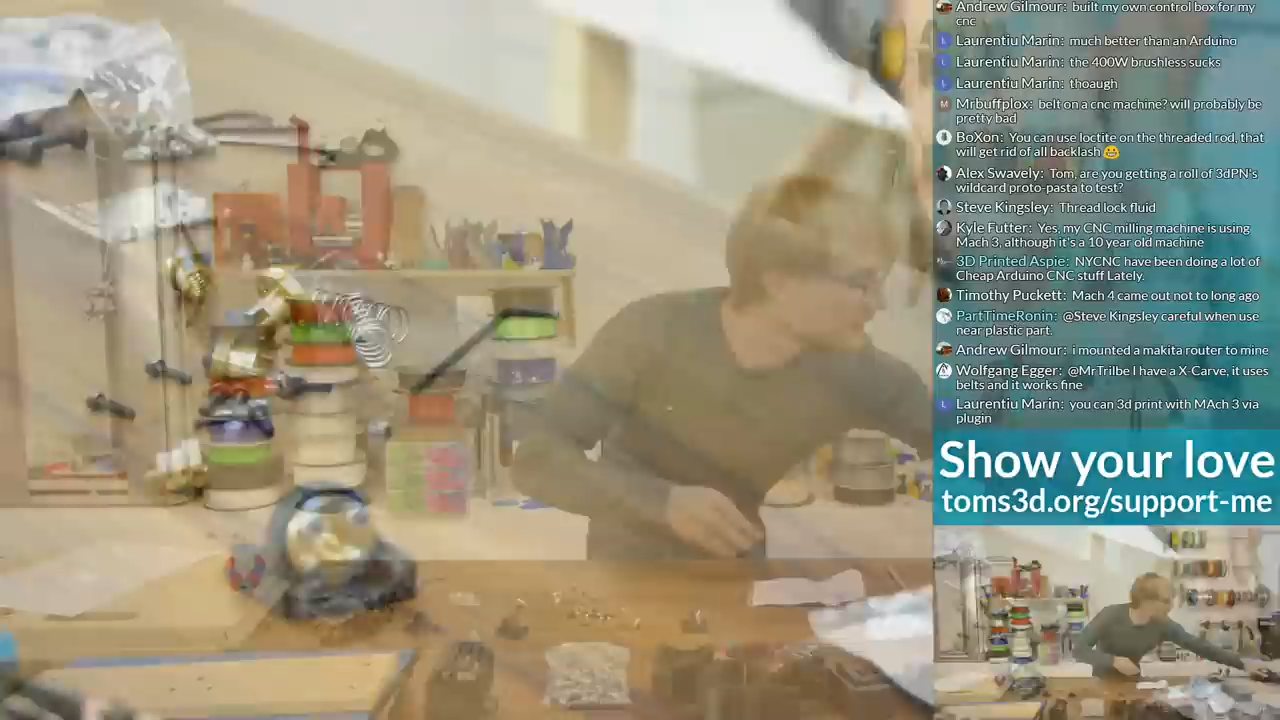 Andrew Gilmour: built my own control box for my
cnc
Laurentiu Marin: much better than an Arduino
Laurentiu Marin: the 400W brushless sucks
Laurentiu Marin: thoaugh
Mrbuffplox: belt on a cnc machine? will probably be
pretty bad
BoXon: You can use loctite on the threaded rod, that
will get rid of all backlash 😁
Alex Swavely: Tom, are you getting a roll of 3dPN's
wildcard proto-pasta to test?
Steve Kingsley: Thread lock fluid
Kyle Futter: Yes, my CNC milling machine is using
Mach 3, although it's a 10 year old machine
3D Printed Aspie: NYCNC have been doing a lot of
Cheap Arduino CNC stuff Lately.
Timothy Puckett: Mach 4 came out not to long ago
PartTimeRonin: @Steve Kingsley careful when use
near plastic part.
Andrew Gilmour: i mounted a makita router to mine
Wolfgang Egger: @MrTrilbe I have a X-Carve, it uses
belts and it works fine
Laurentiu Marin: you can 3d print with MAch 3 via
plugin
Show your love
toms3d.org/support-me